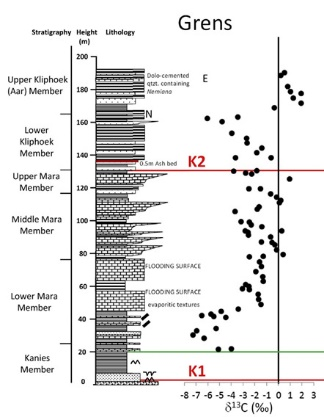 Grens
Stratigraphy Height Lithology
(m)
200
Upper Kliphoek
(Aar) Member
Dolo-cemented
qtzt. containing
Nemiana
E
180
160
N
Lower
Kliphoek
Member
140
0.5m Ash bed
K2
Upper Mara
Member
120
Middle Mara
Member
100
80
FLOODING SURFACE
60
Lower Mara
Member
FLOODING SURFACE
evaporitic textures
40
Kanies
Member
20
K1
0
-8 -7 -6 -5 -4 -3 -2 -1 0 1 2 3
δ13C (‰)